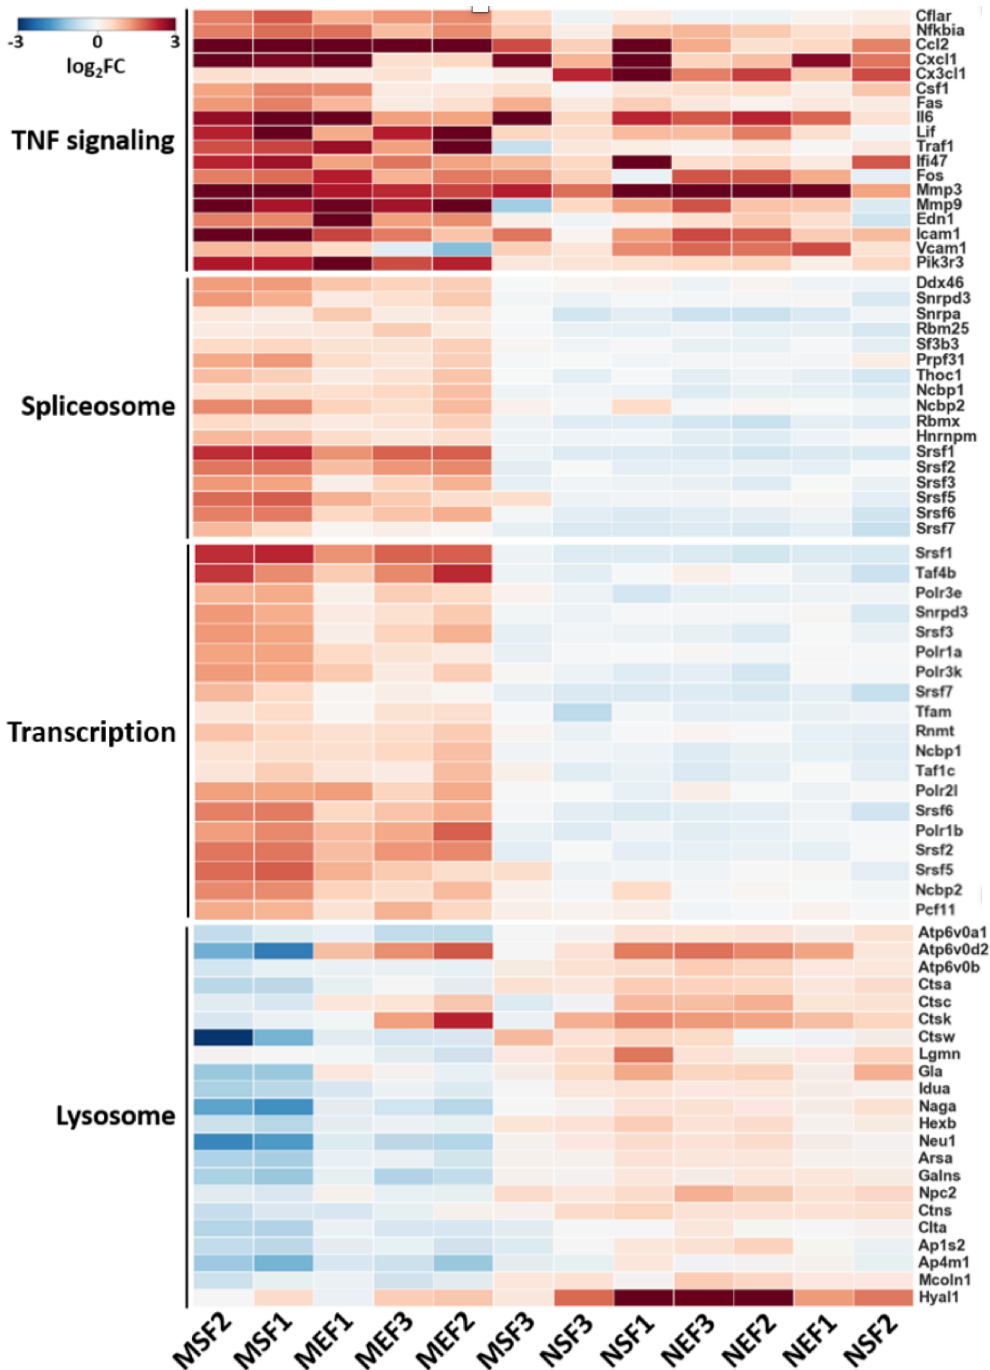 -3 0 3
log2FC
TNF signaling
Cflar
Nfkbia
Ccl2
Cxcl1
Cx3cl1
Csf1
Fas
Il6
Lif
Traf1
Ifi47
Fos
Mmp3
Mmp9
Edn1
Icam1
Vcam1
Pik3r3
Spliceosome
Ddx46
Snrpd3
Snrpa
Rbm25
Sf3b3
Prpf31
Thoc1
Ncbp1
Ncbp2
Rbmx
Hnrnpm
Srsf1
Srsf2
Srsf3
Srsf5
Srsf6
Srsf7
Transcription
Srsf1
Taf4b
Polr3e
Snrpd3
Srsf3
Polr1a
Polr3k
Srsf7
Tfam
Rnmt
Ncbp1
Taf1c
Polr2l
Srsf6
Polr1b
Srsf2
Srsf5
Ncbp2
Pcf11
Lysosome
Atp6v0a1
Atp6v0d2
Atp6v0b
Ctsa
Ctsc
Ctsk
Ctsw
Lgmn
Gla
Idua
Naga
Hexb
Neu1
Arsa
Galns
Npc2
Ctns
Clta
Ap1s2
Ap4m1
Mcoln1
Hyal1
MSF2 MSF1 MEF1 MEF3 MEF2 MSF3 NSF3 NSF1 NEF3 NEF2 NEF1 NSF2